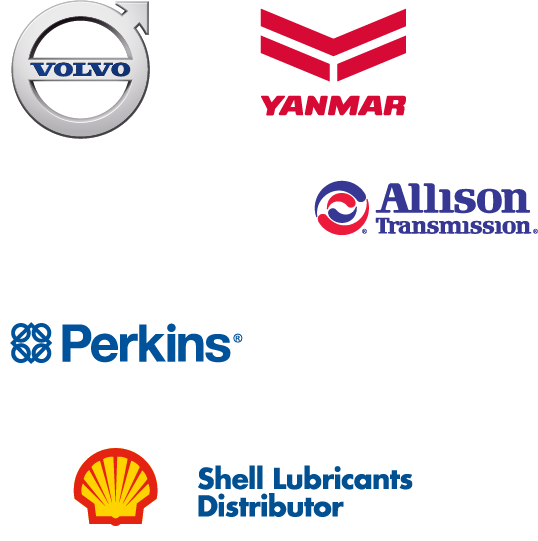 VOLVO
YANMAR
Allison
Transmission®
Perkins®
Shell Lubricants
Distributor